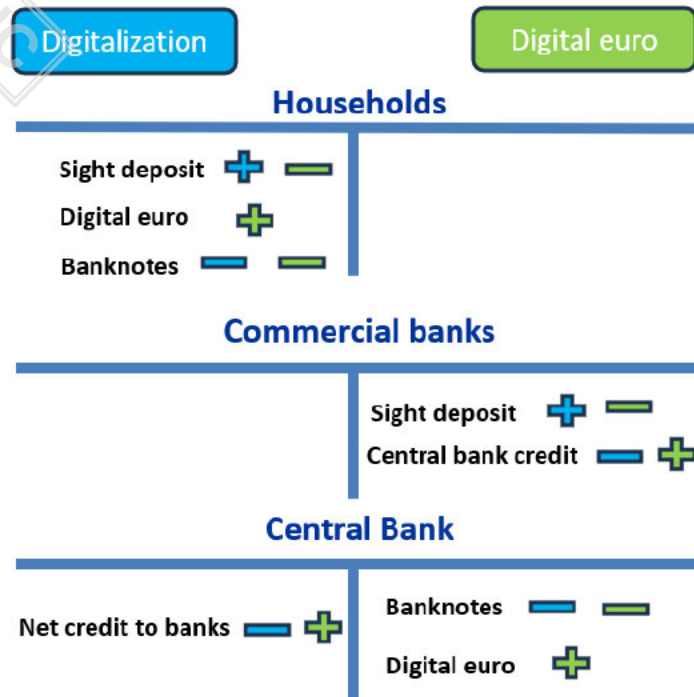 Digitalization
Digital euro
Households
Sight deposit
Digital euro
Banknotes
Commercial banks
Sight deposit
Central bank credit
Central Bank
Net credit to banks
Banknotes
Digital euro